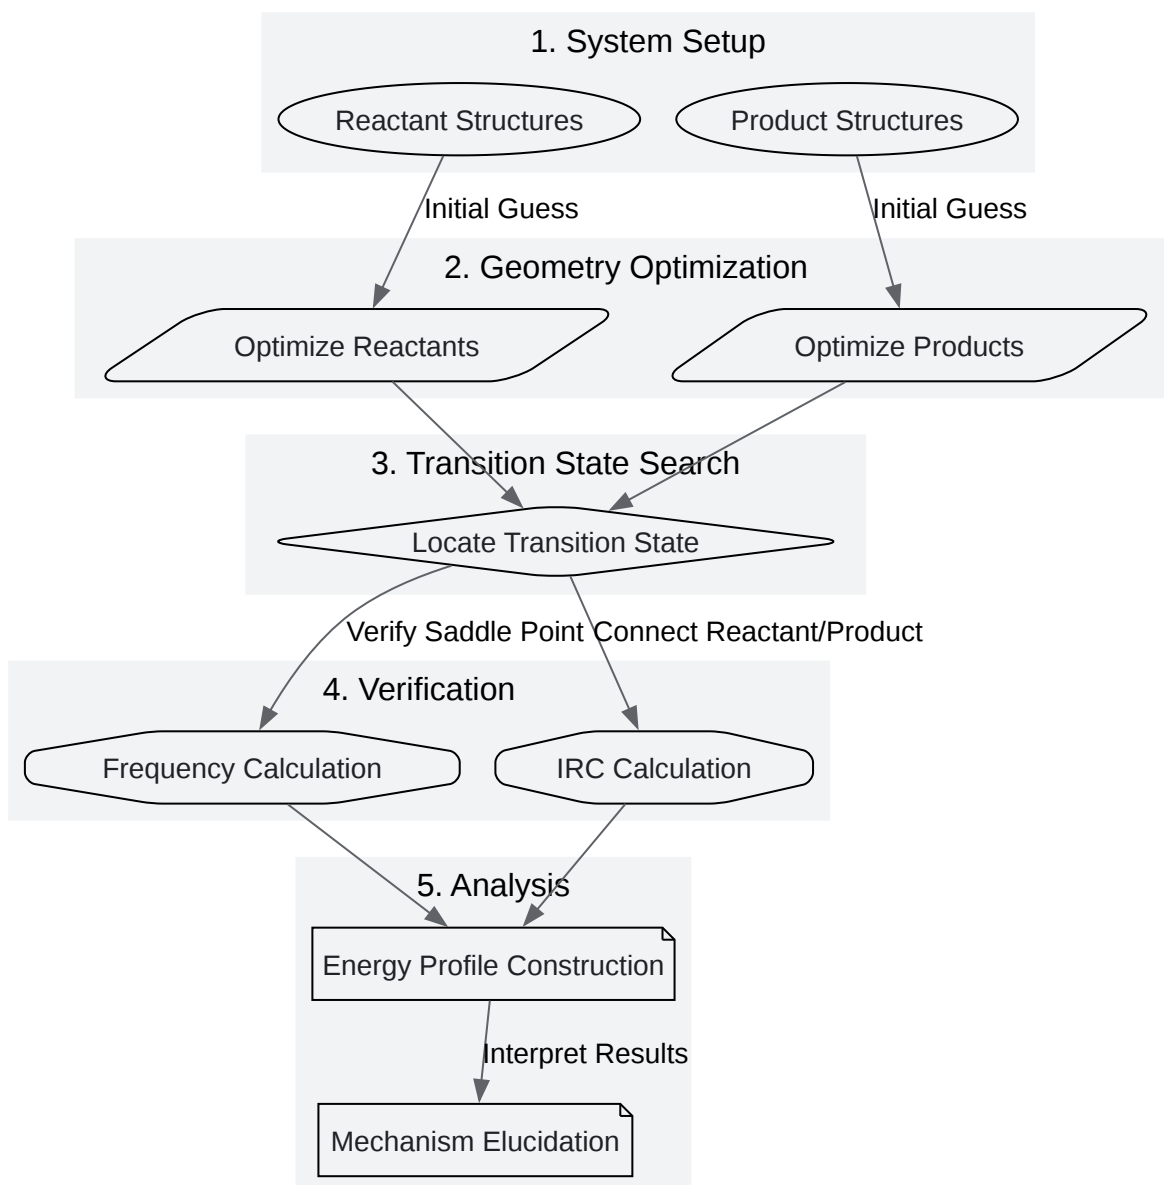 1. System Setup
Reactant Structures
Product Structures
Initial Guess
Initial Guess
2. Geometry Optimization
Optimize Reactants
Optimize Products
3. Transition State Search
Locate Transition State
Verify Saddle Point
Connect Reactant/Product
4. Verification
Frequency Calculation
IRC Calculation
5. Analysis
Energy Profile Construction
Interpret Results
Mechanism Elucidation